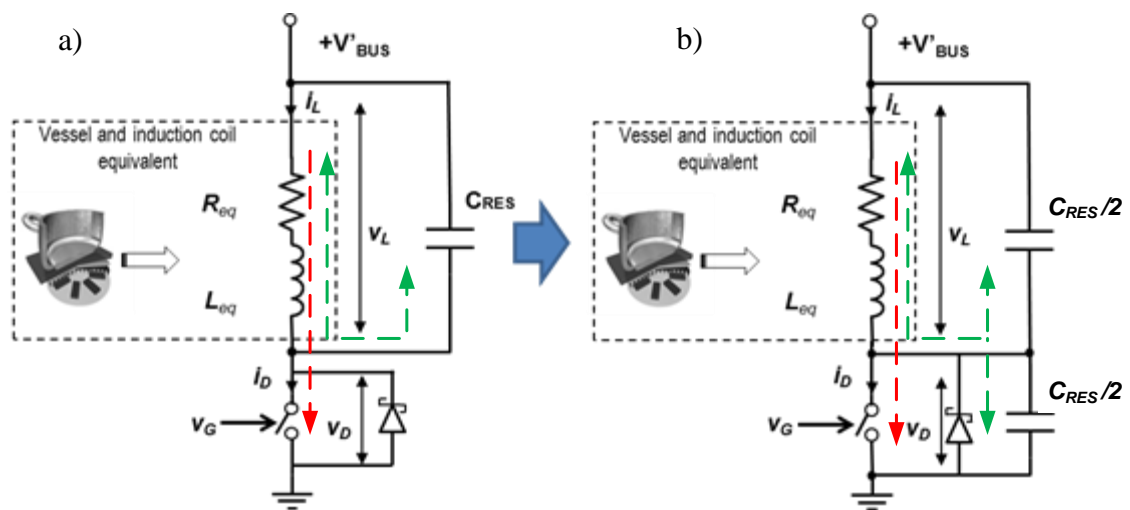 a)
+V'BUS
iL
Vessel and induction coil
equivalent
Req
CRES
vL
Leq
iD
vG
vD
b)
+V'BUS
iL
Vessel and induction coil
equivalent
Req
CRES/2
vL
Leq
iD
CRES/2
vG
vD